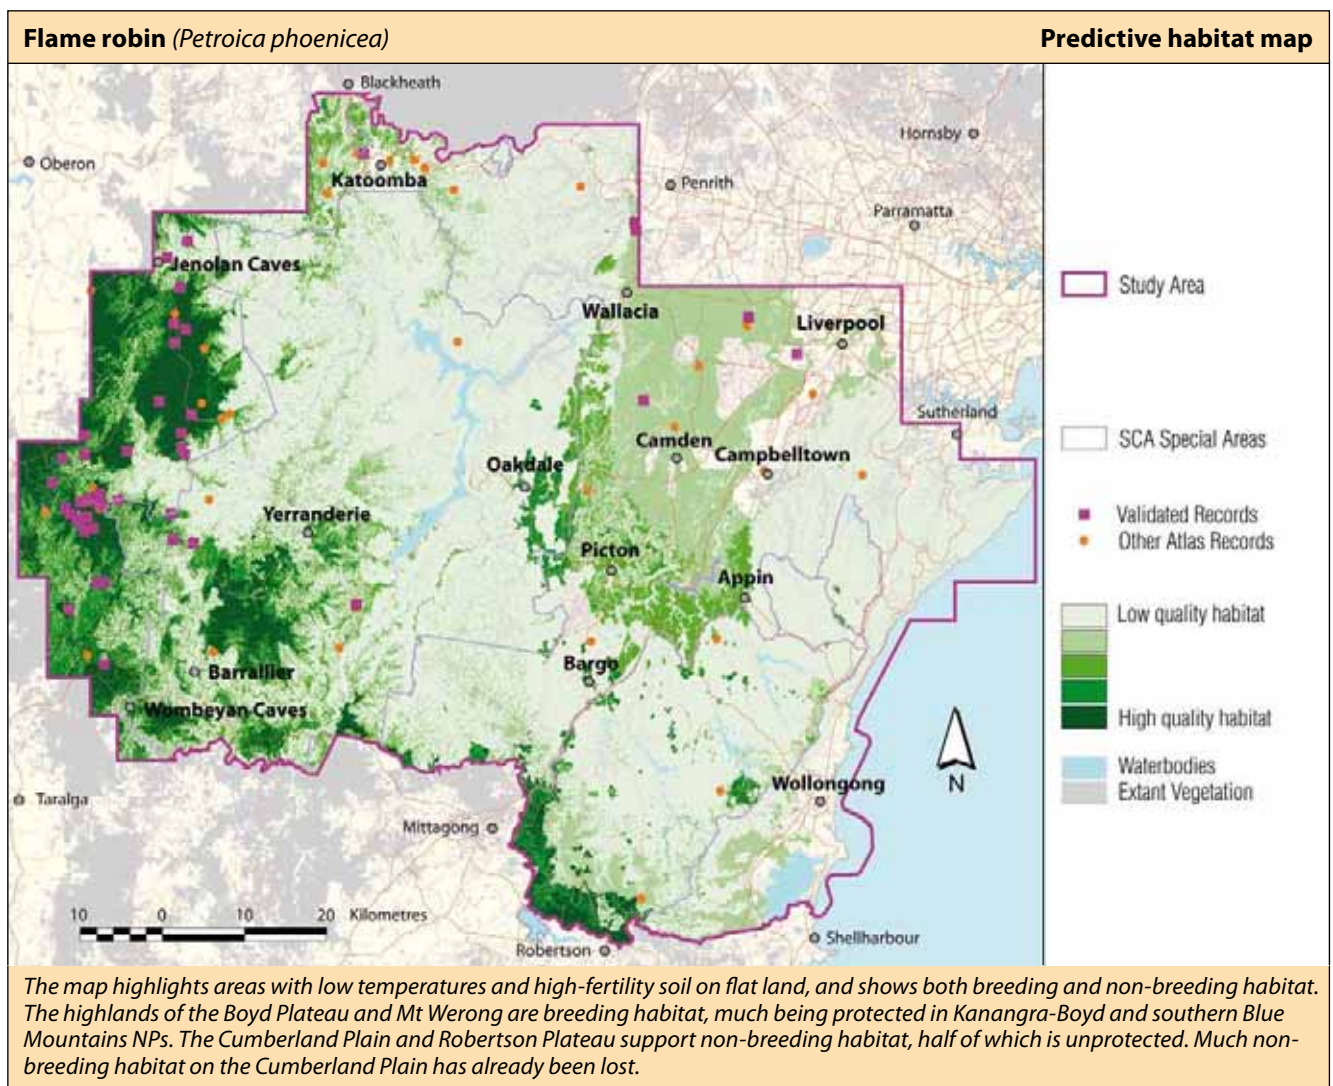 Flame robin (Petroica phoenicea)
Predictive habitat map
Blackheath
Hornsby
Oberon
Katoomba
Penrith
Parramatta
Jenolan Caves
Wallacia
Liverpool
Sutherland
Camden
Campbelltown
Oakdale
Yerranderie
Picton
Appin
Bargo
Barrallier
Wombeyan Caves
Wollongong
N
Taralga
Mittagong
10 0 10 20 Kilometres
Robertson
Shellharbour
Study Area
SCA Special Areas
Validated Records
Other Atlas Records
Low quality habitat
High quality habitat
Waterbodies
Extant Vegetation
The map highlights areas with low temperatures and high-fertility soil on flat land, and shows both breeding and non-breeding habitat.
The highlands of the Boyd Plateau and Mt Werong are breeding habitat, much being protected in Kanangra-Boyd and southern Blue
Mountains NPs. The Cumberland Plain and Robertson Plateau support non-breeding habitat, half of which is unprotected. Much non-
breeding habitat on the Cumberland Plain has already been lost.